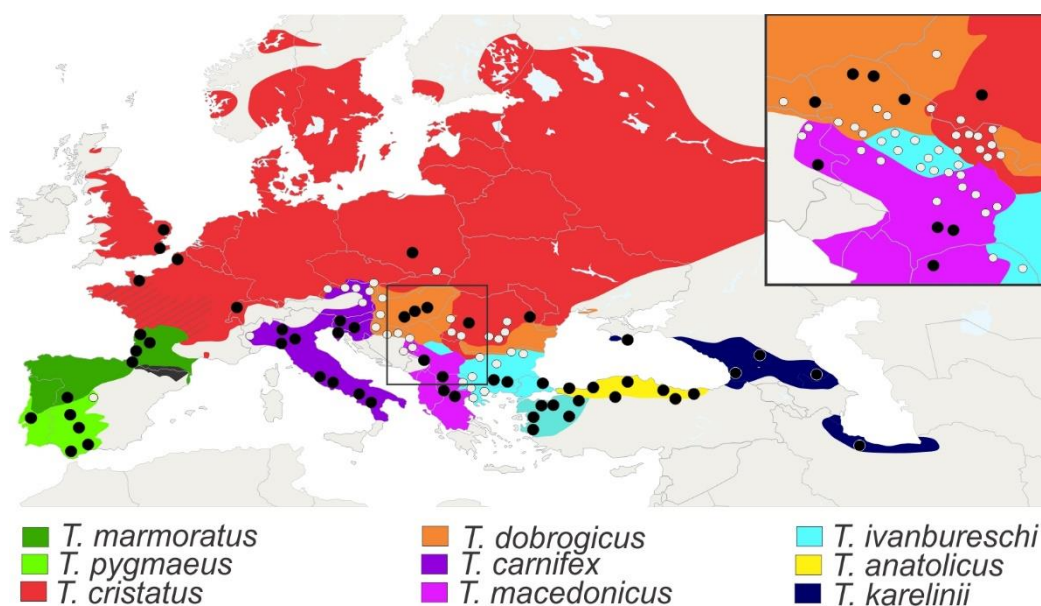 T. marmoratus
T. pygmaeus
T. cristatus
T. dobrogicus
T. carnifex
T. macedonicus
T. ivanbureschi
T. anatolicus
T. karelinii